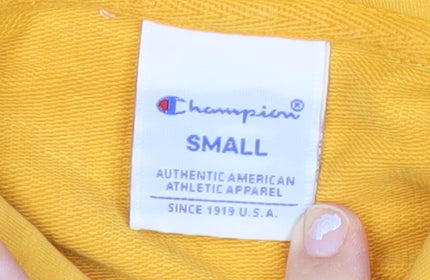 Champion®
SMALL
AUTHENTIC AMERICAN
ATHLETIC APPAREL
SINCE 1919 U.S.A.